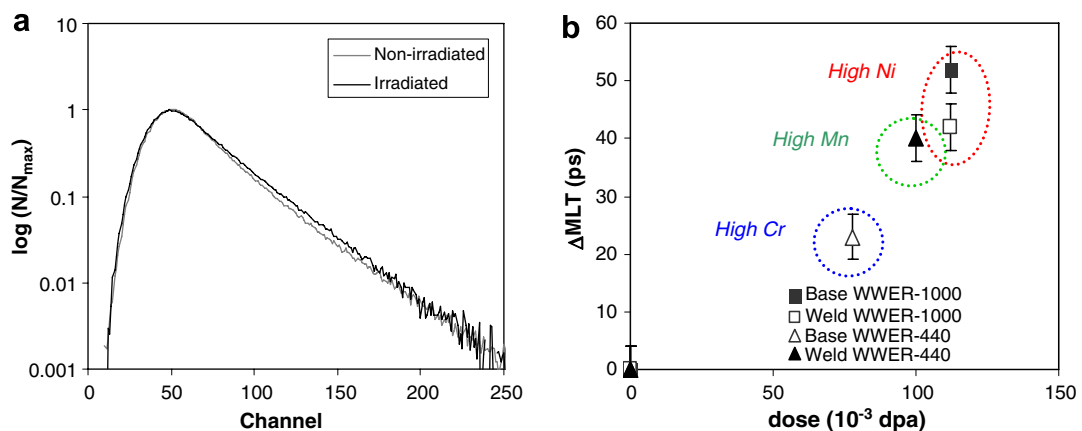 a
log (N/Nmax)
10
1
0.1
0.01
0.001
0 50 100 150 200 250
Channel
Non-irradiated
Irradiated
b
ΔMLT (ps)
60
50
40
30
20
10
0
0 50 100 150
dose (10-3 dpa)
High Ni
High Mn
High Cr
Base WWER-1000
Weld WWER-1000
Base WWER-440
Weld WWER-440